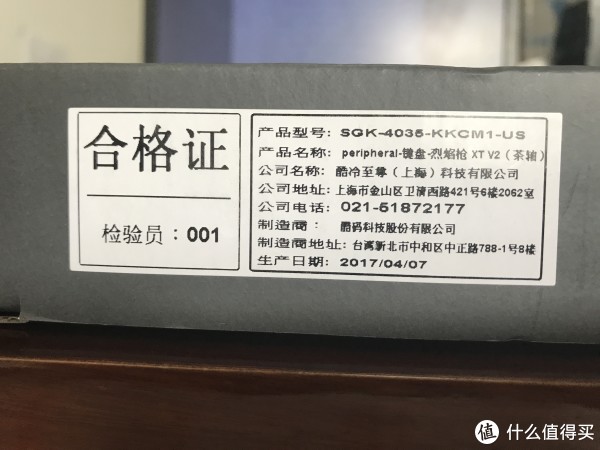 合格证
检验员：001
产品型号: SGK-4035-KKCM1-US
产品名称: peripheral-键盘-烈焰枪 XT V2（茶轴）
公司名称: 酷冷至尊（上海）科技有限公司
公司地址: 上海市金山区卫清西路421号6楼2062室
公司电话: 021-51872177
制造商： 酷码科技股份有限公司
制造商地址: 台湾新北市中和区中正路788-1号8楼
生产日期: 2017/04/07
值 什么值得买